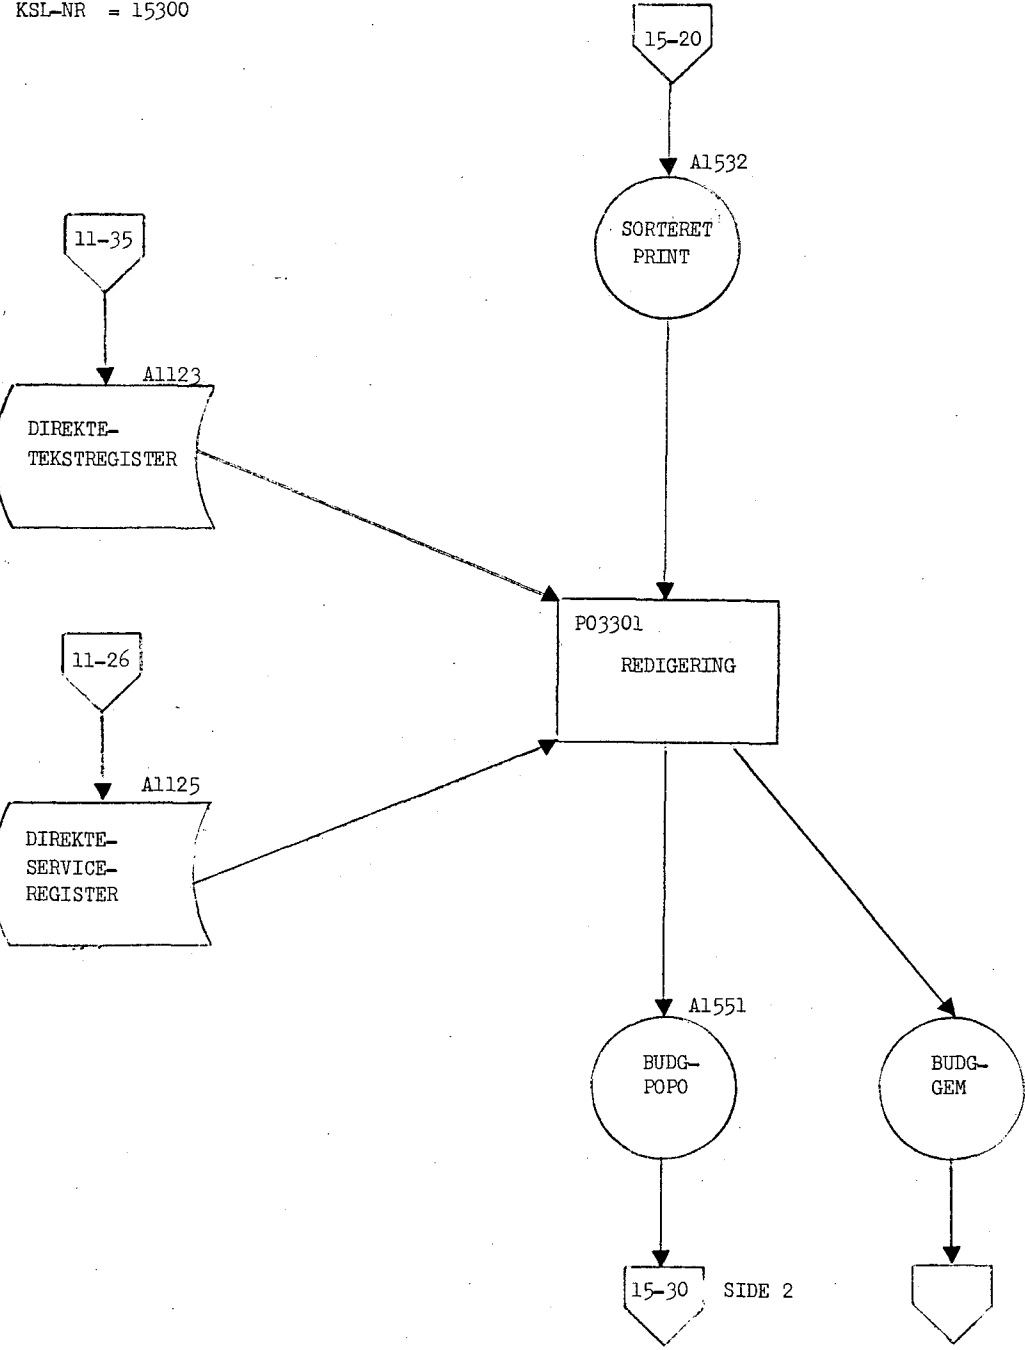 KSL-NR = 15300
15-20
A1532
SORTERET
PRINT
11-35
A1123
DIREKTE-
TEKSTREGISTER
PO3301
REDIGERING
11-26
A1125
DIREKTE-
SERVICE-
REGISTER
A1551
BUDG-
POPO
BUDG-
GEM
15-30
SIDE 2